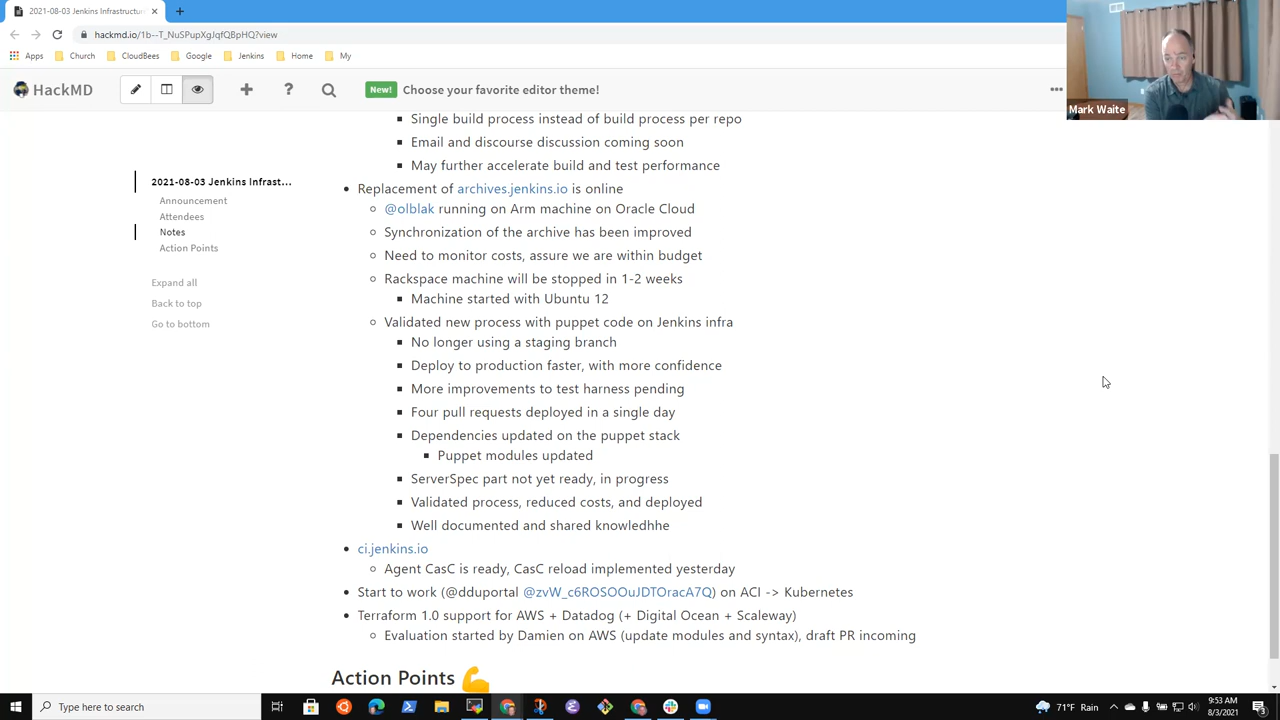 2021-08-03 Jenkins Infrastructur
hackmd.io/1b--T_NuSPupXgJqfQBpHQ?view
Apps
Church
CloudBees
Google
Jenkins
Home
My
HackMD
New!
Choose your favorite editor theme!
Mark Waite
2021-08-03 Jenkins Infrast...
Announcement
Attendees
Notes
Action Points
Expand all
Back to top
Go to bottom
Single build process instead of build process per repo
Email and discourse discussion coming soon
May further accelerate build and test performance
Replacement of archives.jenkins.io is online
@olblak running on Arm machine on Oracle Cloud
Synchronization of the archive has been improved
Need to monitor costs, assure we are within budget
Rackspace machine will be stopped in 1-2 weeks
Machine started with Ubuntu 12
Validated new process with puppet code on Jenkins infra
No longer using a staging branch
Deploy to production faster, with more confidence
More improvements to test harness pending
Four pull requests deployed in a single day
Dependencies updated on the puppet stack
Puppet modules updated
ServerSpec part not yet ready, in progress
Validated process, reduced costs, and deployed
Well documented and shared knowledhhe
ci.jenkins.io
Agent CasC is ready, CasC reload implemented yesterday
Start to work (@dduportal @zvW_c6ROSOOuJDTOracA7Q) on ACI -> Kubernetes
Terraform 1.0 support for AWS + Datadog (+ Digital Ocean + Scaleway)
Evaluation started by Damien on AWS (update modules and syntax), draft PR incoming
Action Points 💪
Type here to search
71°F Rain
9:53 AM
8/3/2021